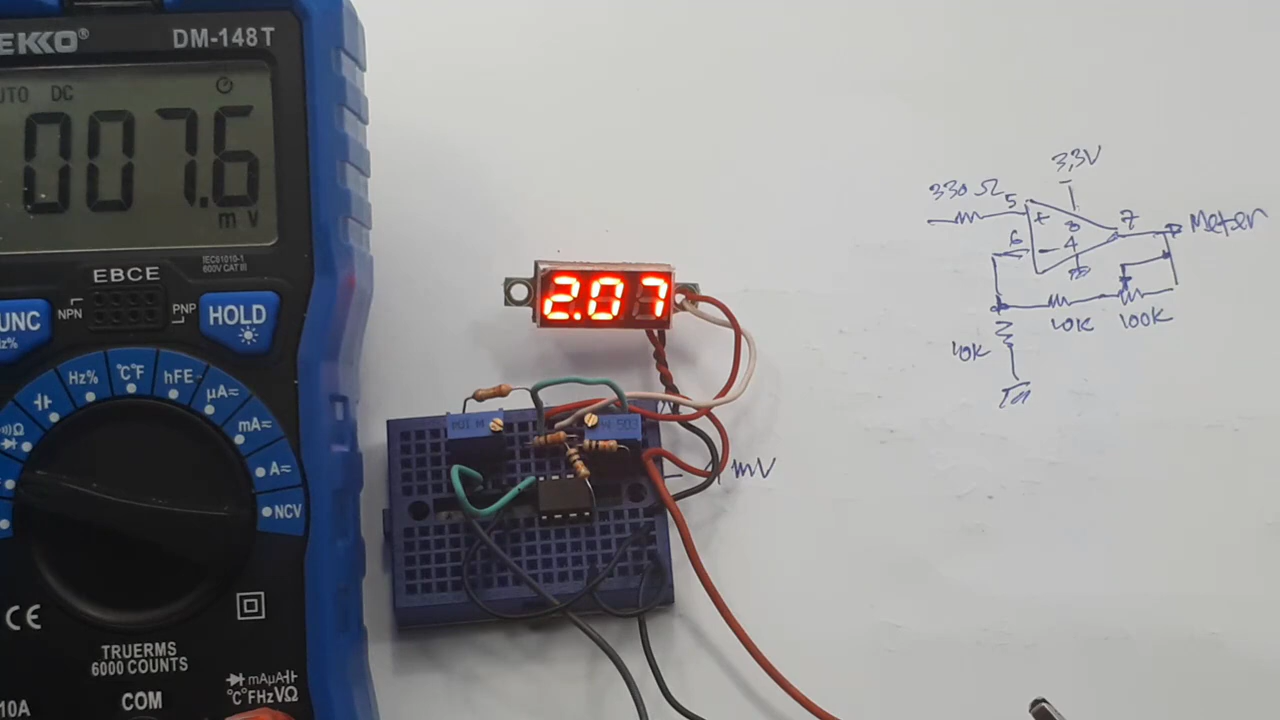 EKKO®
DM-148T
UTO DC
007.6
mV
IEC61010-1
600V CAT III
EBCE
NPN
PNP
UNC
z%
HOLD
Hz%
°C°F
hFE
µA≂
mA≂
A≂
NCV
Ω
CE
TRUERMS
6000 COUNTS
10A
COM
mAµA
°C°FHzVΩ
2.07
mV
3,3V
330 Ω
5
+
8
7
Meter
6
-
4
10K
100K
10K